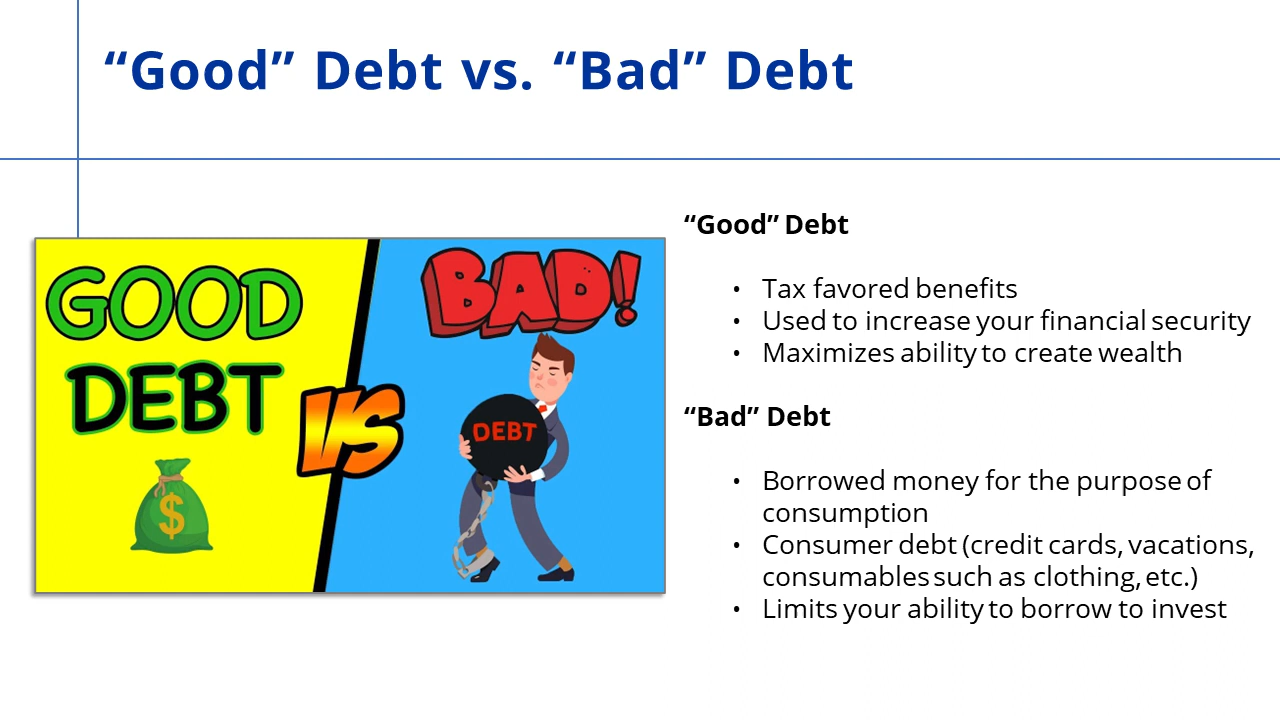 “Good” Debt vs. “Bad” Debt
GOOD
DEBT
$
VS
BAD!
DEBT
“Good” Debt
• Tax favored benefits
• Used to increase your financial security
• Maximizes ability to create wealth
“Bad” Debt
• Borrowed money for the purpose of
consumption
• Consumer debt (credit cards, vacations,
consumables such as clothing, etc.)
• Limits your ability to borrow to invest